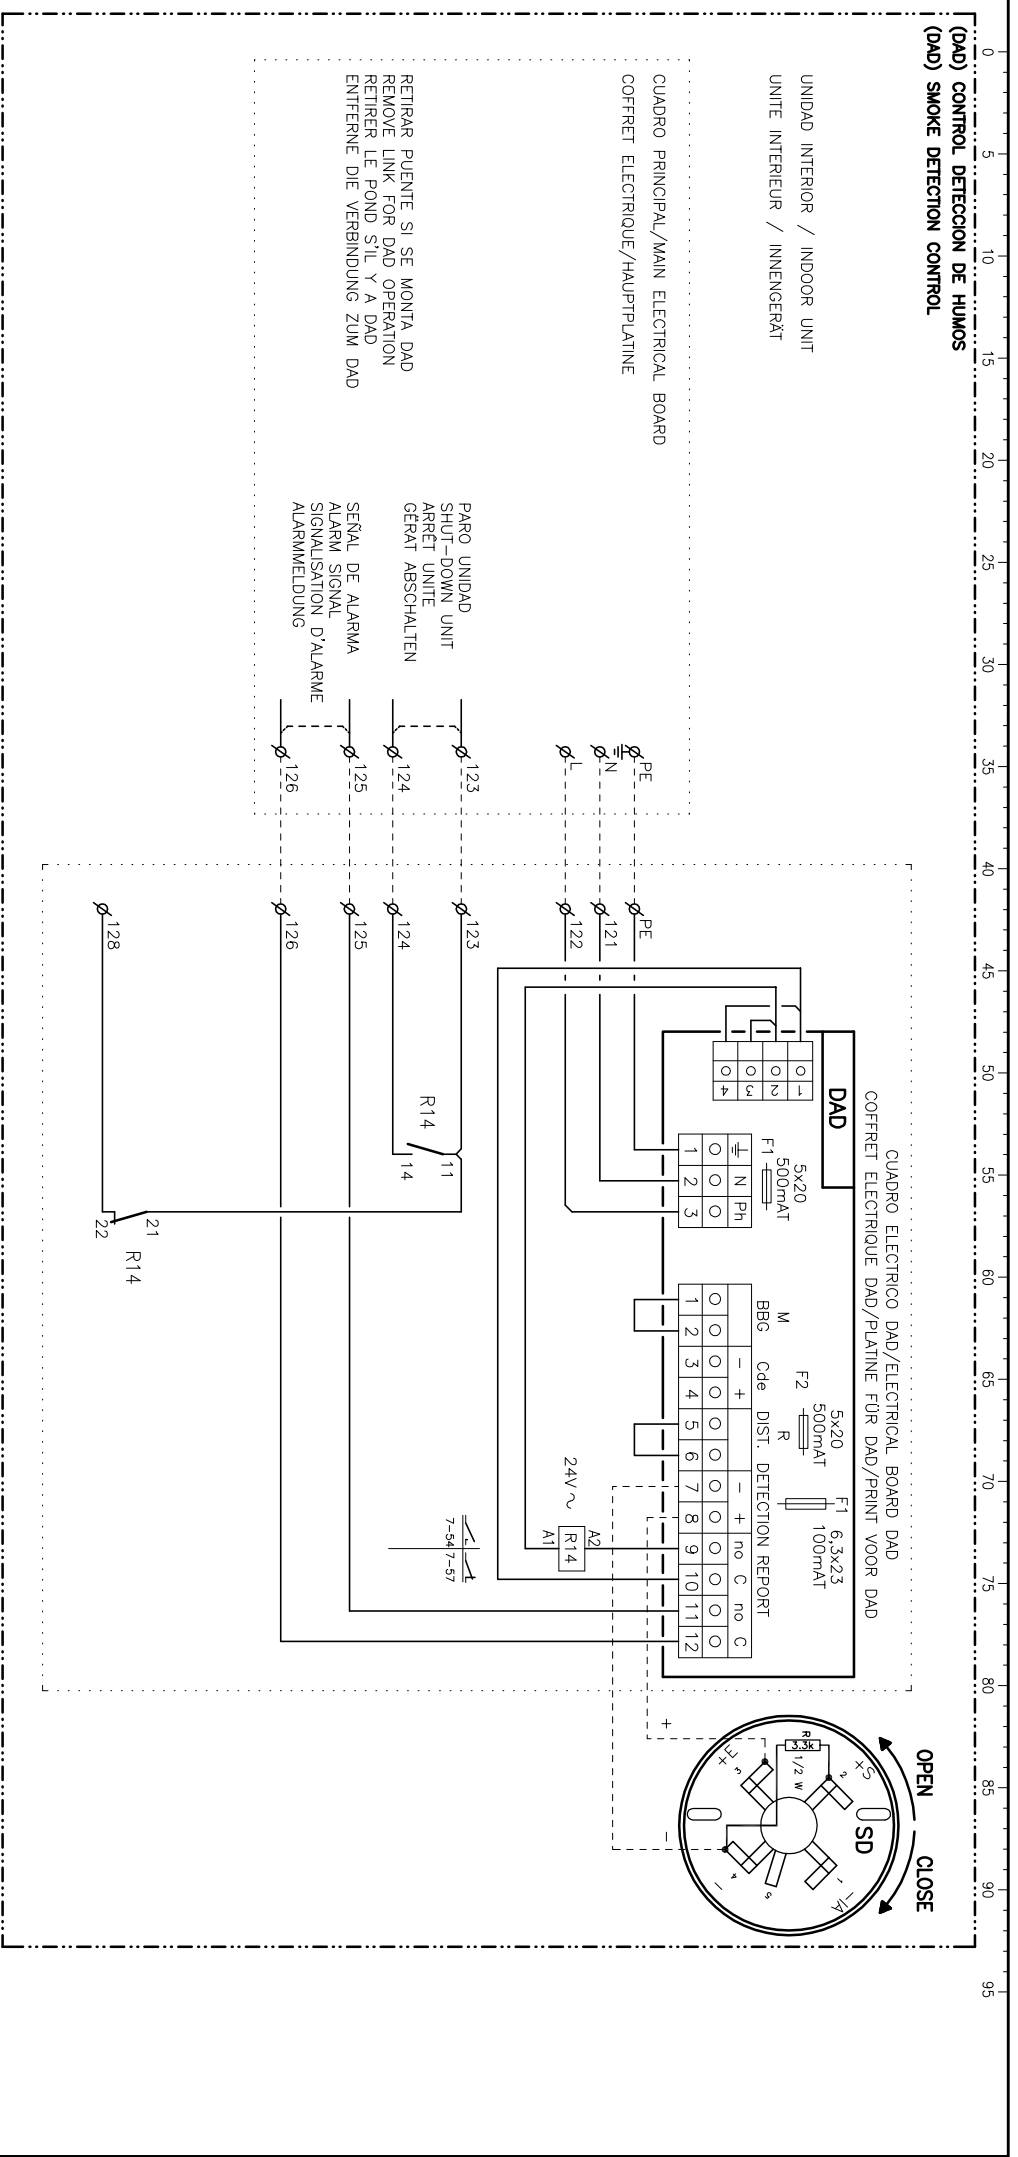 0 5 10 15 20 25 30 35 40 45 50 55 60 65 70 75 80 85 90 95
(DAD) CONTROL DETECCION DE HUMOS
(DAD) SMOKE DETECTION CONTROL
UNIDAD INTERIOR / INDOOR UNIT
UNITE INTERIEUR / INNENGERÄT
CUADRO PRINCIPAL/MAIN ELECTRICAL BOARD
COFFRET ELECTRIQUE/HAUPTPLATINE
RETIRAR PUENTE SI SE MONTA DAD
REMOVE LINK FOR DAD OPERATION
RETIRER LE POND S'IL Y A DAD
ENTFERNE DIE VERBINDUNG ZUM DAD
PARO UNIDAD
SHUT-DOWN UNIT
ARRÊT UNITE
GËRAT ABSCHALTEN
SEÑAL DE ALARMA
ALARM SIGNAL
SIGNALISATION D'ALARME
ALARMMELDUNG
PE
N
L
123
124
125
126
PE
121
122
123
124
125
126
128
CUADRO ELECTRICO DAD/ELECTRICAL BOARD DAD
COFFRET ELECTRIQUE DAD/PLATINE FÜR DAD/PRINT VOOR DAD
DAD
1
2
3
4
5x20
500mAT
F1
N Ph
1 2 3
5x20
500mAT
F2
F1 6,3x23
100mAT
M
R
BBG Cde DIST. DETECTION REPORT
- + - + no C no C
1 2 3 4 5 6 7 8 9 10 11 12
R14
11
14
21
22
R14
24V~
A1 R14 A2
7-54 7-57
+
-
OPEN CLOSE
SD
+S
2
R
3.3k
1/2 W
+E
3
4
-
5
1
-/A